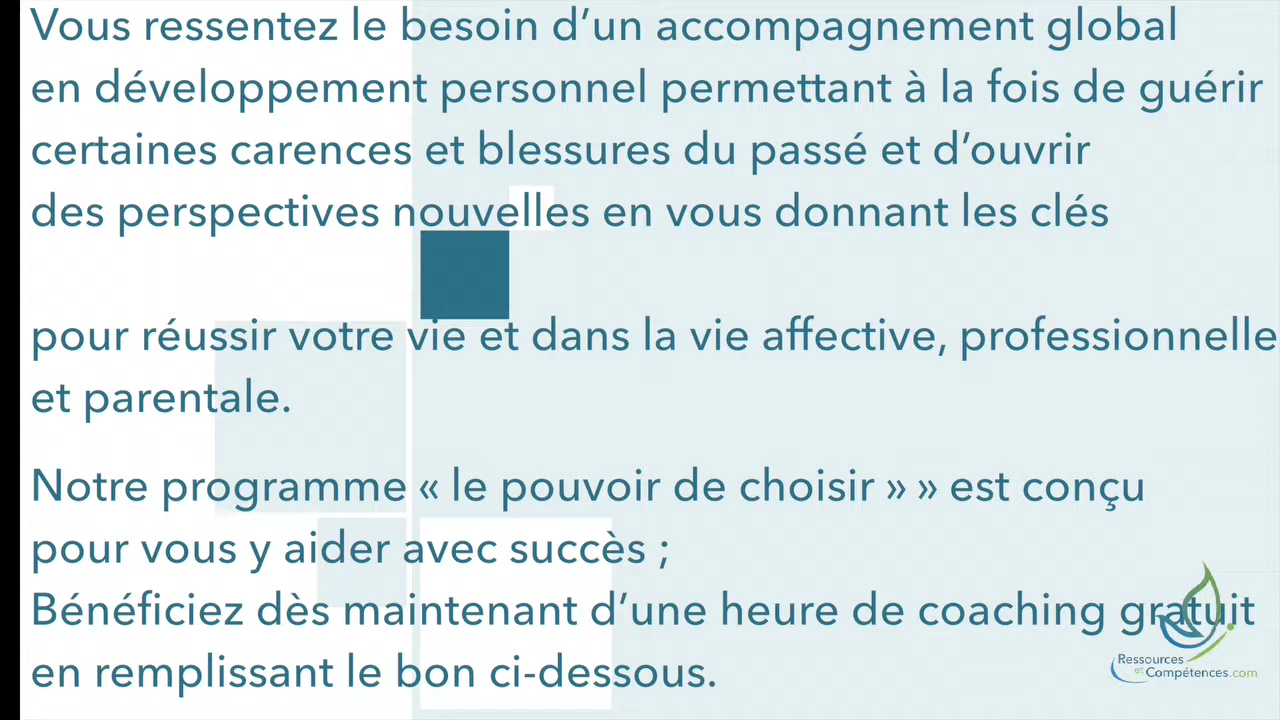 Vous ressentez le besoin d’un accompagnement global
en développement personnel permettant à la fois de guérir
certaines carences et blessures du passé et d’ouvrir
des perspectives nouvelles en vous donnant les clés
pour réussir votre vie et dans la vie affective, professionnelle
et parentale.
Notre programme « le pouvoir de choisir » » est conçu
pour vous y aider avec succès ;
Bénéficiez dès maintenant d’une heure de coaching gratuit
en remplissant le bon ci-dessous.
Ressources
et Compétences.com